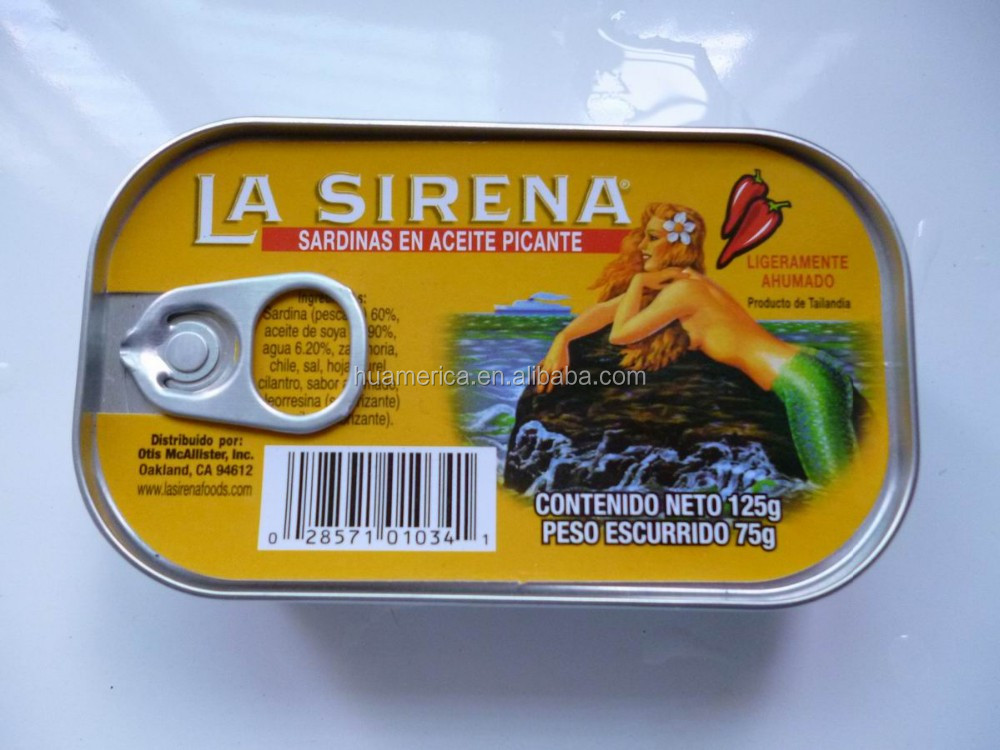 LA SIRENA®
SARDINAS EN ACEITE PICANTE
LIGERAMENTE
AHUMADO
Producto de Tailandia
Sardina 60%,
aceite de soya 90%,
agua 6.20%,
chile, sal,
cilantro, sabor
Distribuido por:
Otis McAllister, Inc.
Oakland, CA 94612
www.lasirenafoods.com
0 28571 01034 1
CONTENIDO NETO 125g
PESO ESCURRIDO 75g
huamerica.en.alibaba.com